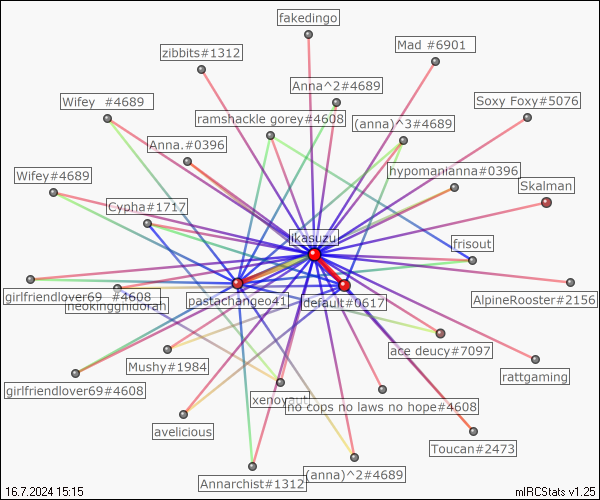 fakedingo
Mad #6901
zibbits#1312
Anna^2#4689
Wifey  #4689
Soxy Foxy#5076
ramshackle gorey#4608
(anna)^3#4689
Anna.#0396
hypomanianna#0396
Wifey#4689
Skalman
Cypha#1717
ikasuzu
frisout
girlfriendlover69  #4608
neokingghidorah
pastachangeo41
default#0617
AlpineRooster#2156
ace deucy#7097
Mushy#1984
rattgaming
girlfriendlover69#4608
xenoyaut
no cops no laws no hope#4608
avelicious
Toucan#2473
(anna)^2#4689
Annarchist#1312
16.7.2024 15:15
mIRCStats v1.25